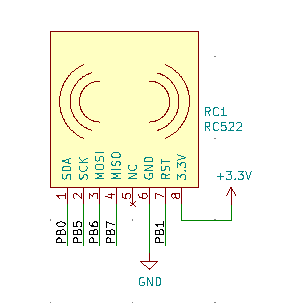 RC1
RC522
SDA
SCK
MOSI
MISO
NC
GND
RST
3.3V
1
2
3
4
5
6
7
8
+3.3V
PB0
PB5
PB6
PB7
PB1
GND